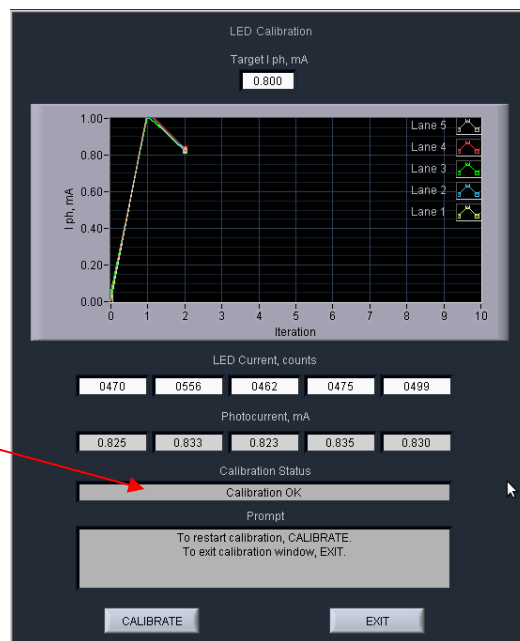 LED Calibration
Target I ph, mA
0.800
1.00
0.80
0.60
0.40
0.20
0.00
I ph, mA
0 1 2 3 4 5 6 7 8 9 10
Iteration
Lane 5
Lane 4
Lane 3
Lane 2
Lane 1
LED Current, counts
0470 0556 0462 0475 0499
Photocurrent, mA
0.825 0.833 0.823 0.835 0.830
Calibration Status
Calibration OK
Prompt
To restart calibration, CALIBRATE.
To exit calibration window, EXIT.
CALIBRATE EXIT